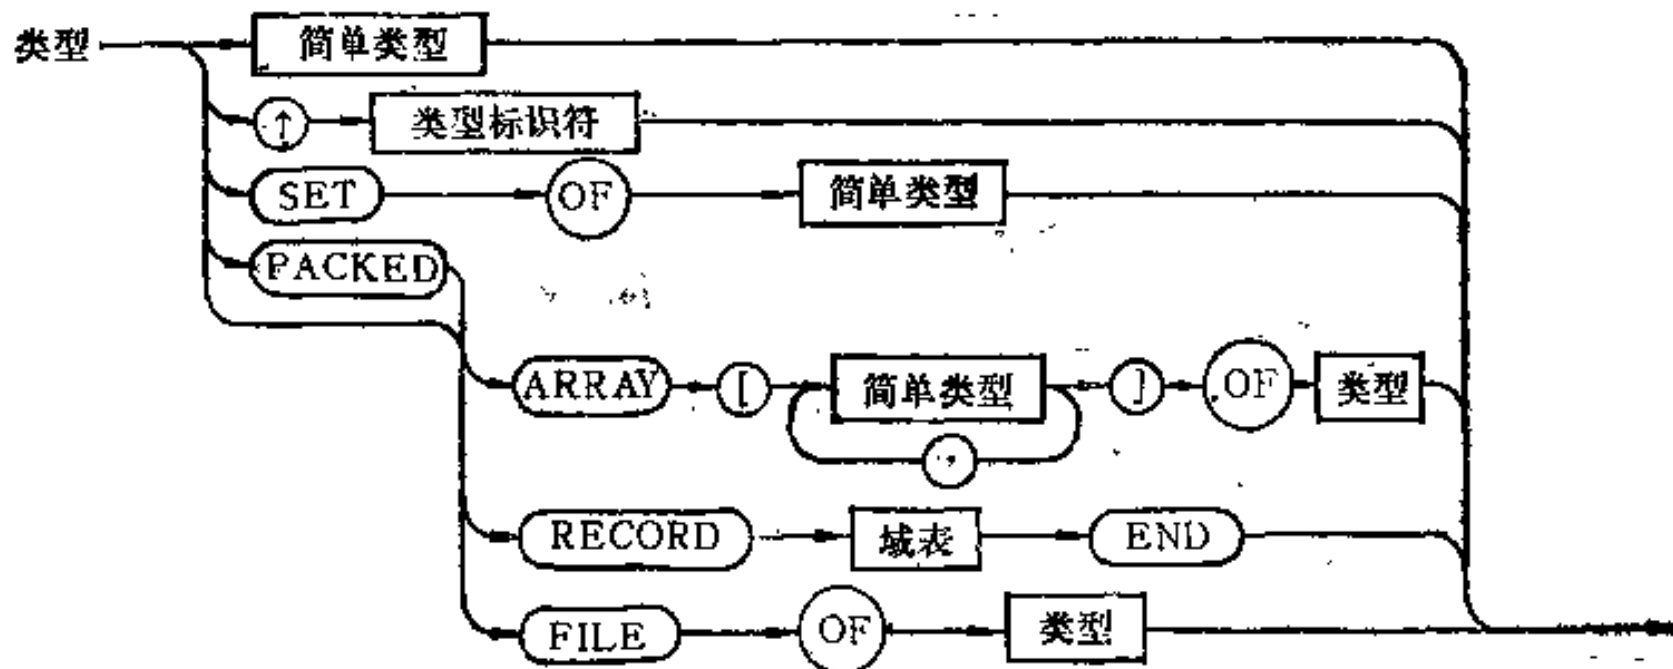 类型 简单类型
↑ 类型标识符
SET OF 简单类型
PACKED
ARRAY [ 简单类型 ] OF 类型
,
RECORD 域表 END
FILE OF 类型